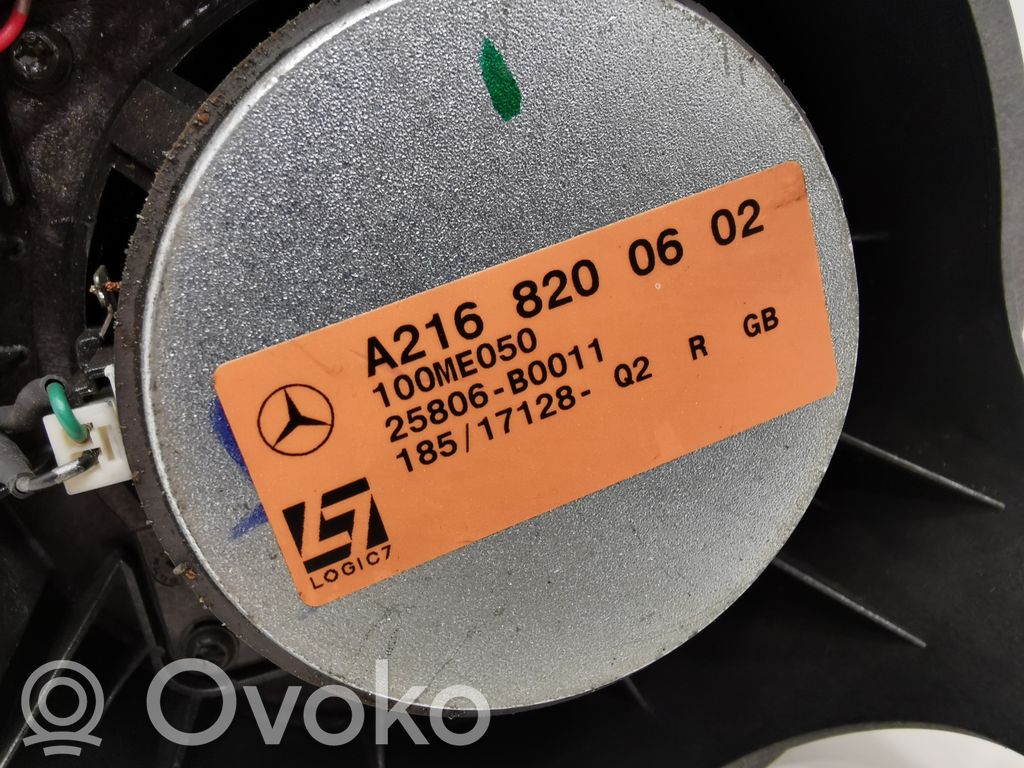 A216 820 06 02
100ME050
25806-B0011
185/17128- Q2 R GB
LOGIC7
R Ovoko